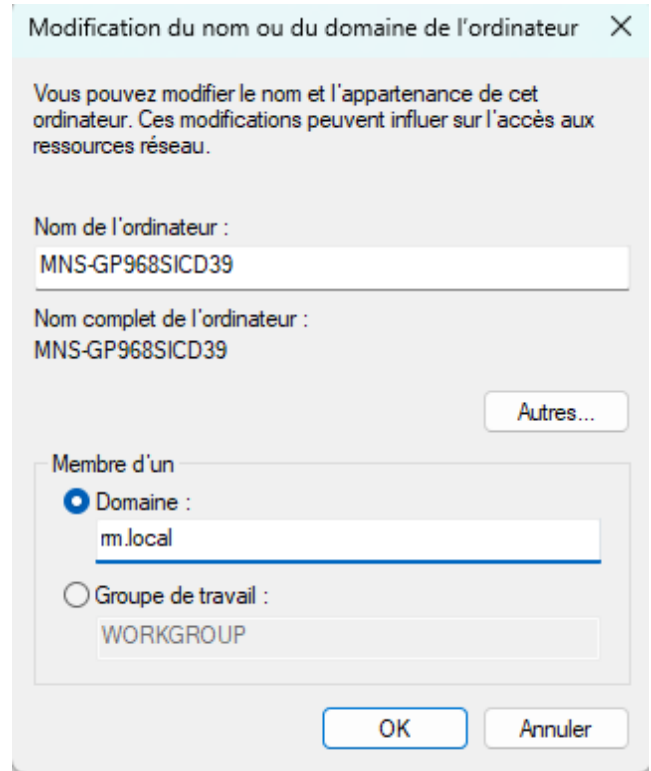 Modification du nom ou du domaine de l'ordinateur
Vous pouvez modifier le nom et l'appartenance de cet
ordinateur. Ces modifications peuvent influer sur l'accès aux
ressources réseau.
Nom de l'ordinateur :
MNS-GP968SICD39
Nom complet de l'ordinateur :
MNS-GP968SICD39
Autres...
Membre d'un
Domaine :
rm.local
Groupe de travail :
WORKGROUP
OK
Annuler